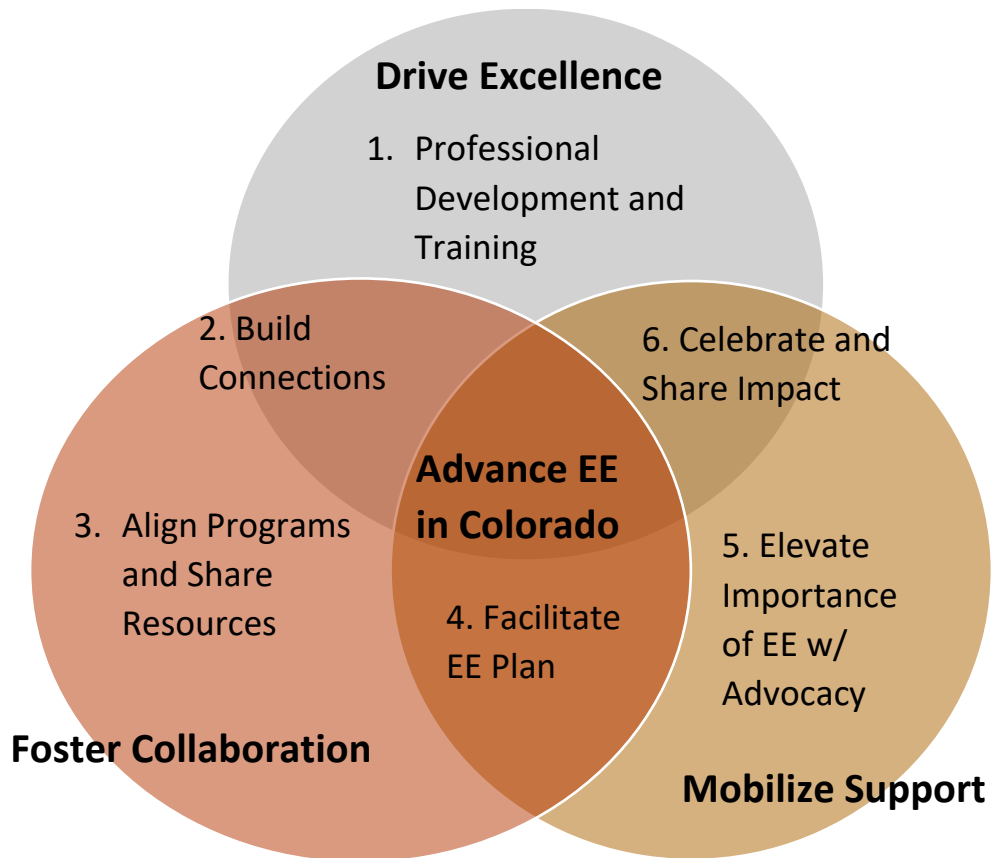 Drive Excellence
1. Professional
Development and
Training
2. Build
Connections
6. Celebrate and
Share Impact
Advance EE
in Colorado
3. Align Programs
and Share
Resources
4. Facilitate
EE Plan
5. Elevate
Importance
of EE w/
Advocacy
Foster Collaboration
Mobilize Support